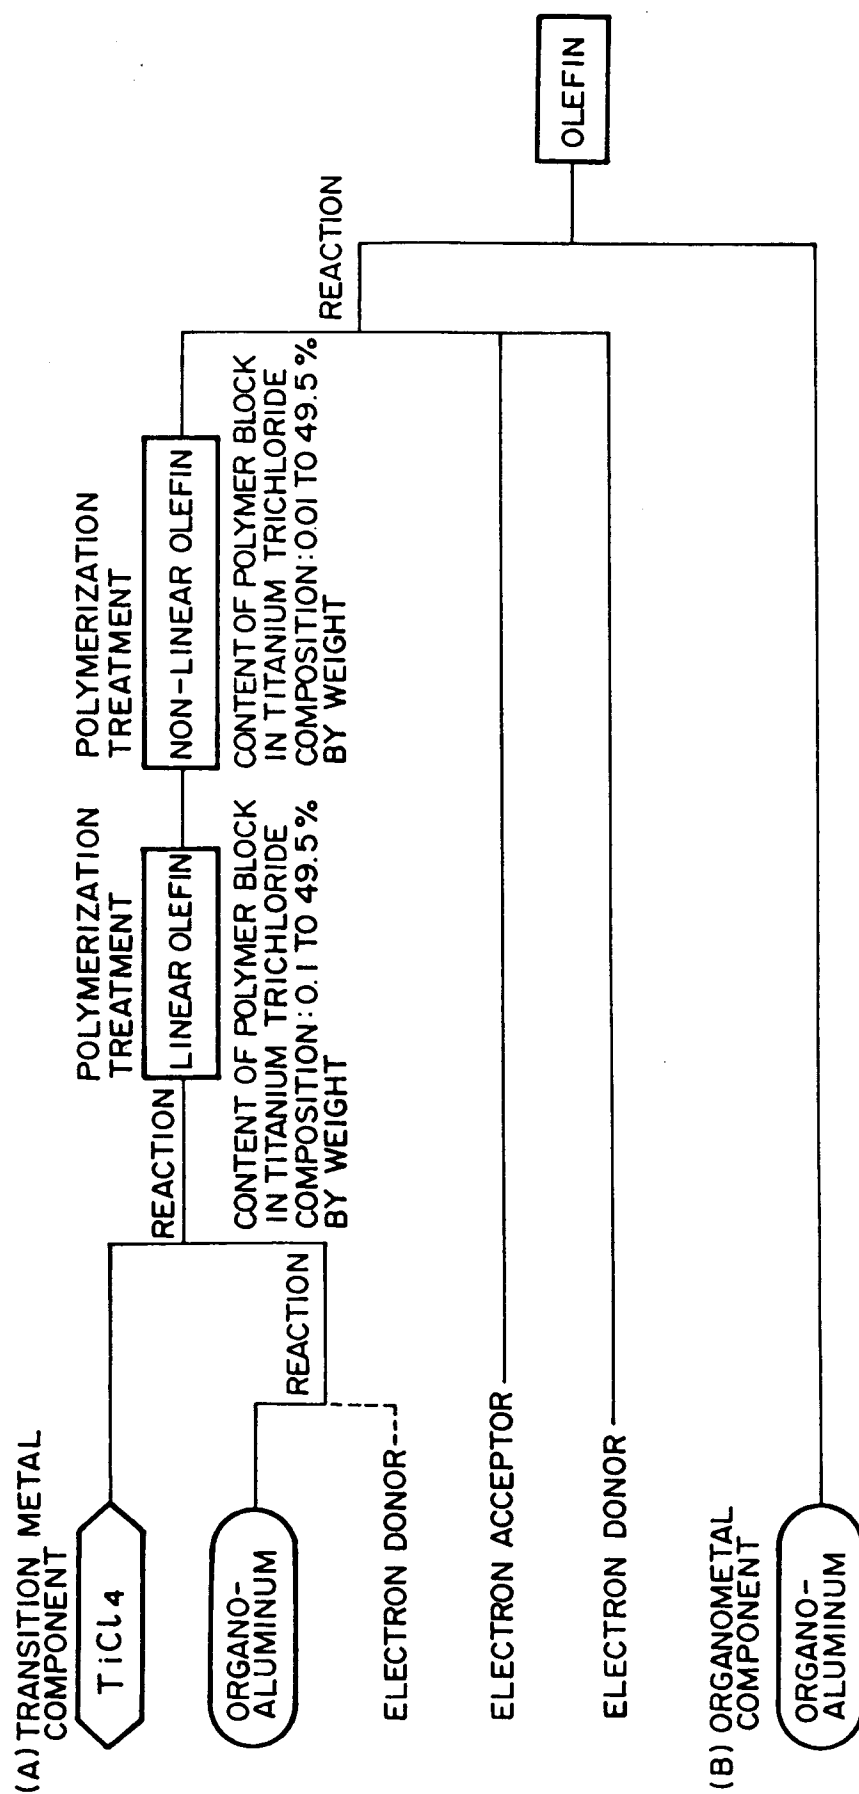 (A) TRANSITION METAL
COMPONENT
TiCl4
ORGANO-
ALUMINUM
ELECTRON DONOR
REACTION
REACTION
POLYMERIZATION
TREATMENT
LINEAR OLEFIN
CONTENT OF POLYMER BLOCK
IN TITANIUM TRICHLORIDE
COMPOSITION: 0.1 TO 49.5 %
BY WEIGHT
POLYMERIZATION
TREATMENT
NON-LINEAR OLEFIN
CONTENT OF POLYMER BLOCK
IN TITANIUM TRICHLORIDE
COMPOSITION: 0.01 TO 49.5 %
BY WEIGHT
ELECTRON ACCEPTOR
ELECTRON DONOR
REACTION
(B) ORGANOMETAL
COMPONENT
ORGANO-
ALUMINUM
OLEFIN